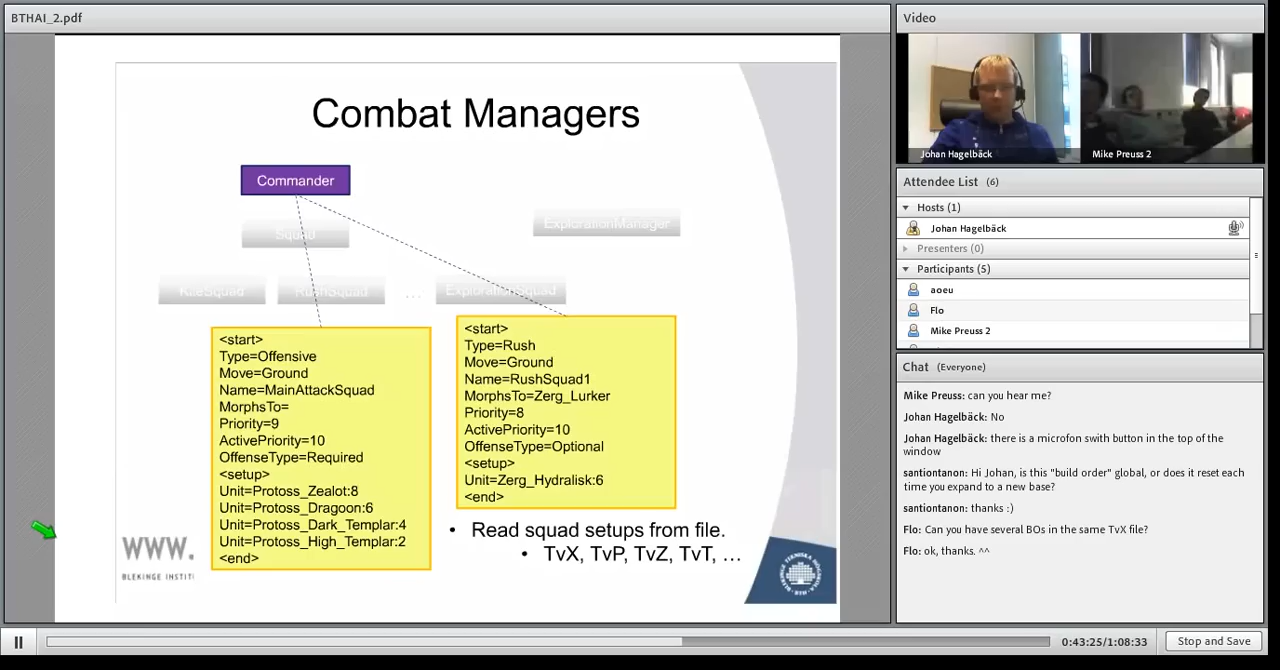 BTHAI_2.pdf
Combat Managers
Commander
Squad
ExplorationManager
KiteSquad
RushSquad
...
ExplorationSquad
<start>
Type=Offensive
Move=Ground
Name=MainAttackSquad
MorphsTo=
Priority=9
ActivePriority=10
OffenseType=Required
<setup>
Unit=Protoss_Zealot:8
Unit=Protoss_Dragoon:6
Unit=Protoss_Dark_Templar:4
Unit=Protoss_High_Templar:2
<end>
<start>
Type=Rush
Move=Ground
Name=RushSquad1
MorphsTo=Zerg_Lurker
Priority=8
ActivePriority=10
OffenseType=Optional
<setup>
Unit=Zerg_Hydralisk:6
<end>
• Read squad setups from file.
• TvX, TvP, TvZ, TvT, ...
WWW.
BLEKINGE INSTIT
Video
Johan Hagelbäck
Mike Preuss 2
Attendee List (6)
Hosts (1)
Johan Hagelbäck
Presenters (0)
Participants (5)
aoeu
Flo
Mike Preuss 2
Chat (Everyone)
Mike Preuss: can you hear me?
Johan Hagelbäck: No
Johan Hagelbäck: there is a microfon swith button in the top of the
window
santiontanon: Hi Johan, is this "build order" global, or does it reset each
time you expand to a new base?
santiontanon: thanks :)
Flo: Can you have several BOs in the same TvX file?
Flo: ok, thanks. ^^
0:43:25/1:08:33
Stop and Save